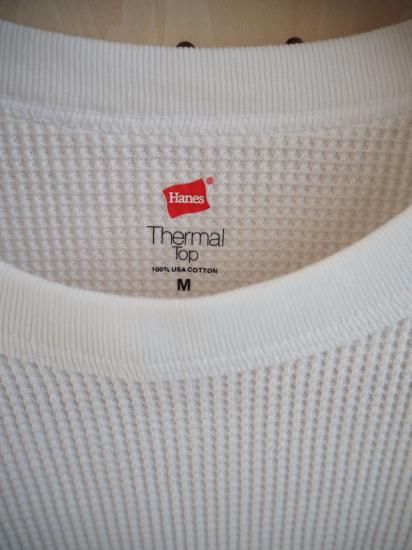 Hanes®
Thermal
Top
100% USA COTTON
M